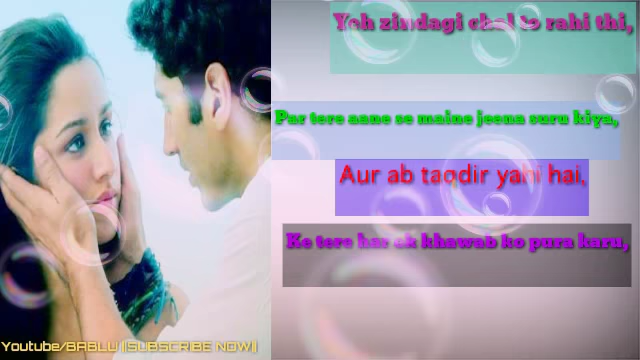 Yeh zindagi chal to rahi thi,
Par tere aane se maine jeena suru kiya,
Aur ab taqdir yahi hai,
Ke tere har ek khawab ko pura karu,
Youtube/BABLU ||SUBSCRIBE NOW||